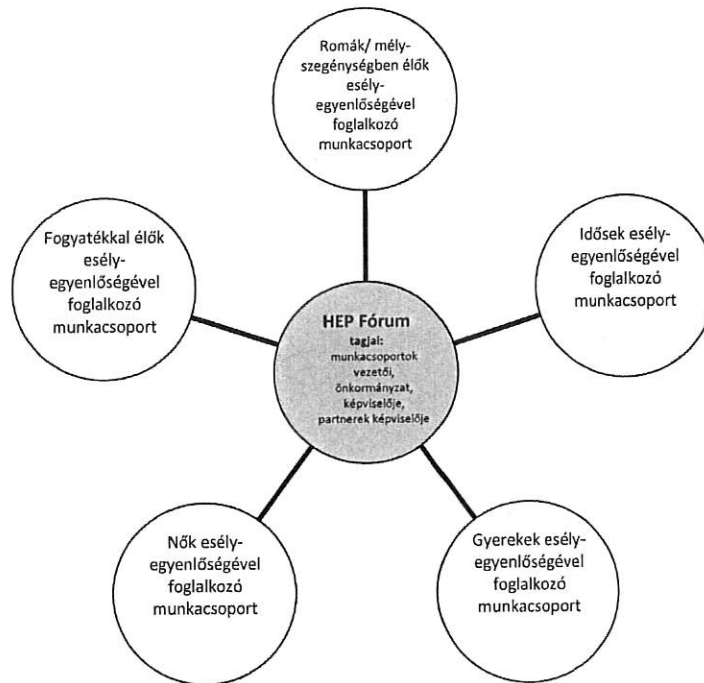 Romák/ mély-
szegénységben élők
esély-
egyenlőségével
foglalkozó
munkacsoport
Fogyatékkal élők
esély-
egyenlőségével
foglalkozó
munkacsoport
Idősek esély-
egyenlőségével
foglalkozó
munkacsoport
HEP Fórum
tagjai:
munkacsoportok
vezetői,
önkormányzat,
képviselője,
partnerek képviselője
Nők esély-
egyenlőségével
foglalkozó
munkacsoport
Gyerekek esély-
egyenlőségével
foglalkozó
munkacsoport